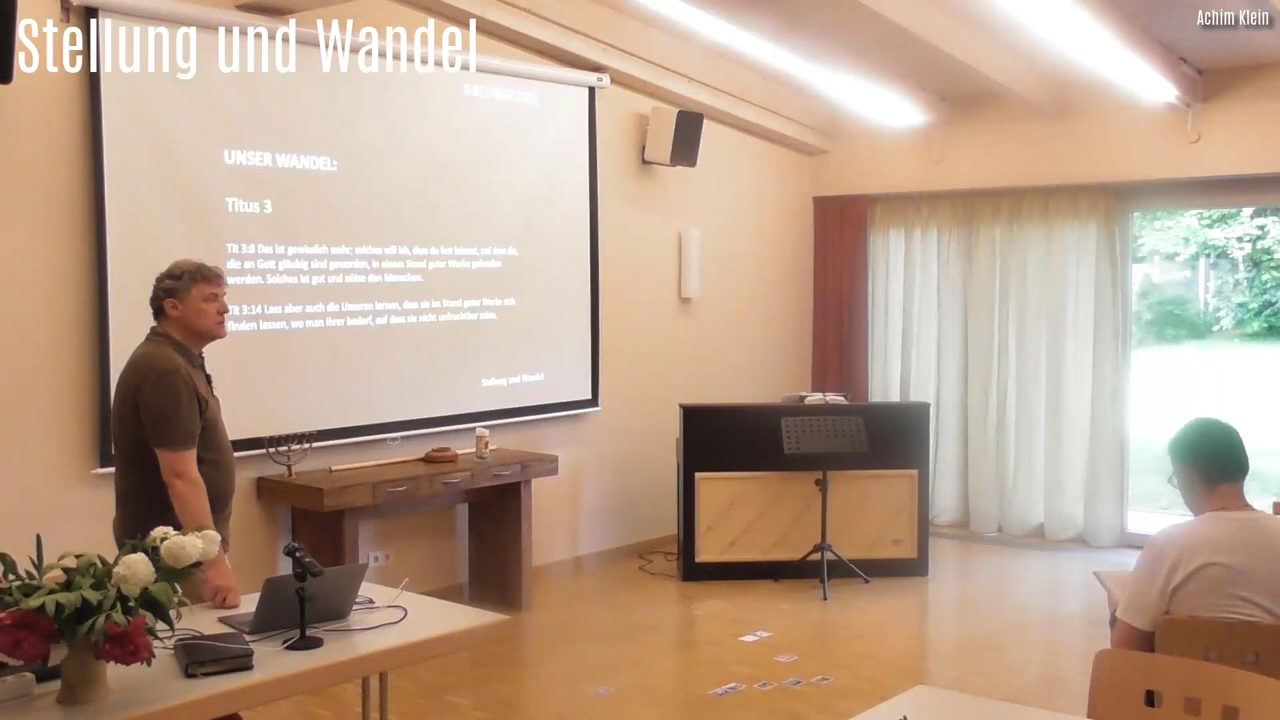 Stellung und Wandel
Achim Klein
UNSER WANDEL:
Titus 3
Tit 3:8 Das ist gewisslich wahr; solches will ich, dass du fest lehrest, auf dass die,
die an Gott gläubig sind geworden, in einem Stand guter Werke gefunden
werden. Solches ist gut und nütze den Menschen.
Tit 3:14 Lass aber auch die Unseren lernen, dass sie im Stand guter Werke sich
finden lassen, wo man ihrer bedarf, auf dass sie nicht unfruchtbar seien.
Stellung und Wandel